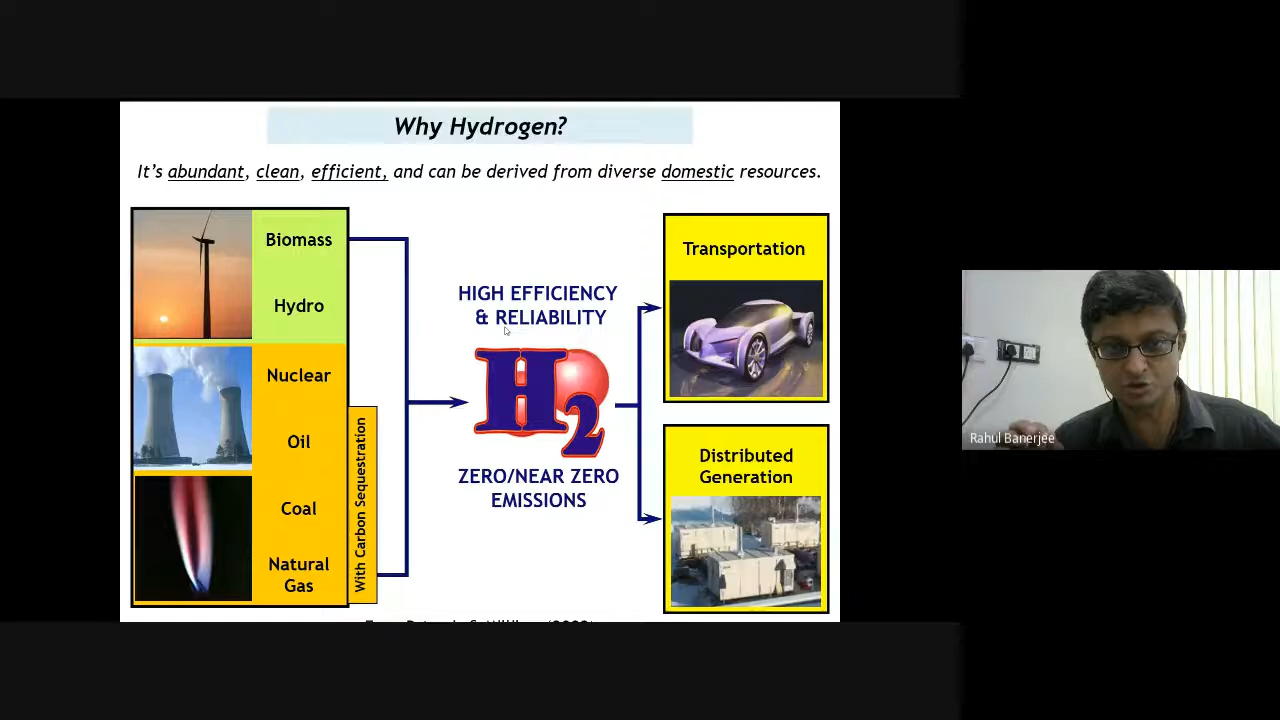 Why Hydrogen?
It's abundant, clean, efficient, and can be derived from diverse domestic resources.
Biomass
Hydro
Nuclear
Oil
Coal
Natural
Gas
With Carbon Sequestration
HIGH EFFICIENCY
& RELIABILITY
H2
ZERO/NEAR ZERO
EMISSIONS
Transportation
Distributed
Generation
Rahul Banerjee